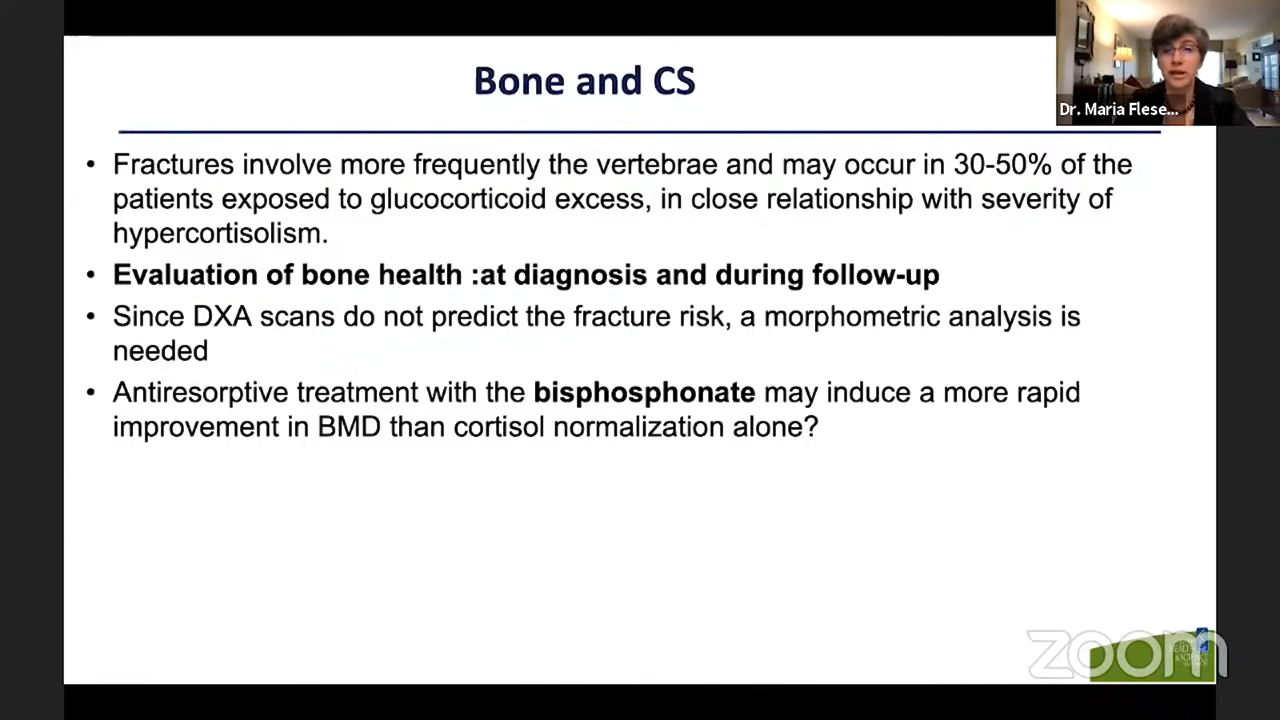 Bone and CS
Dr. Maria Flese...
• Fractures involve more frequently the vertebrae and may occur in 30-50% of the
patients exposed to glucocorticoid excess, in close relationship with severity of
hypercortisolism.
• Evaluation of bone health :at diagnosis and during follow-up
• Since DXA scans do not predict the fracture risk, a morphometric analysis is
needed
• Antiresorptive treatment with the bisphosphonate may induce a more rapid
improvement in BMD than cortisol normalization alone?
zoom